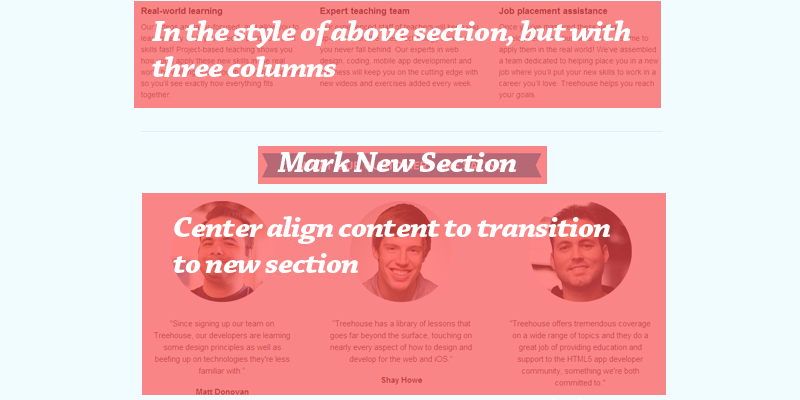 Real-world learning
Expert teaching team
Job placement assistance
In the style of above section, but with
three columns
skills fast! Project-based teaching shows you
you never fall behind. Our experts in web
apply them in the real world! We've assembled
a team dedicated to helping place you in a new
design, coding, mobile app development and
job where you'll put your skills to work in a
will keep you on the cutting edge with
career you'll love. Treehouse helps you reach
so you'll see exactly how everything fits
new videos and exercises added every week.
your goals
together
Mark New Section
Center align content to transition
to new section
"Since signing up our team on
Treehouse, our developers are learning
some design principles as well as
beefing up on technologies they're less
familiar with."
Matt Donovan
"Treehouse has a library of lessons that
goes far beyond the surface, touching on
nearly every aspect of how to design and
develop for the web and iOS."
Shay Howe
"Treehouse offers tremendous coverage
on a wide range of topics and they do a
great job of providing education and
support to the HTML5 app developer
community, something we're both
committed to."